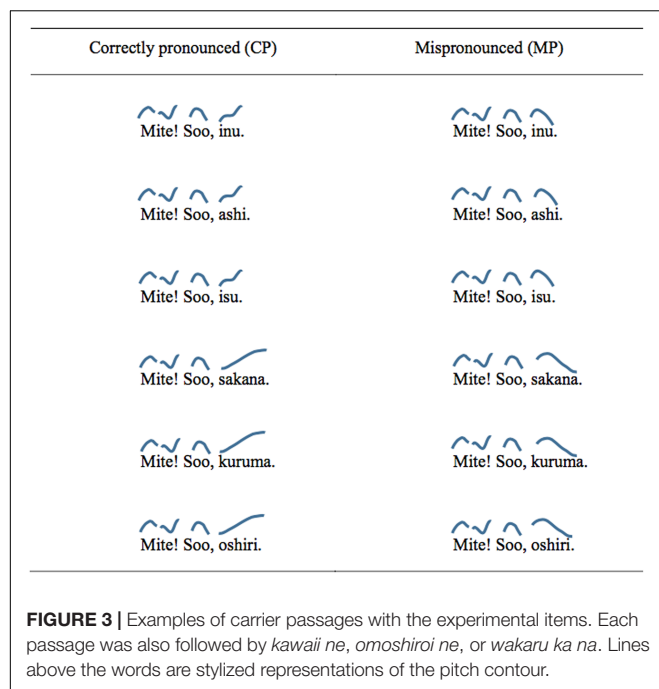 Correctly pronounced (CP) Mispronounced (MP)
Mite! Soo, inu. Mite! Soo, inu.
Mite! Soo, ashi. Mite! Soo, ashi.
Mite! Soo, isu. Mite! Soo, isu.
Mite! Soo, sakana. Mite! Soo, sakana.
Mite! Soo, kuruma. Mite! Soo, kuruma.
Mite! Soo, oshiri. Mite! Soo, oshiri.
FIGURE 3 | Examples of carrier passages with the experimental items. Each
passage was also followed by kawaii ne, omoshiroi ne, or wakaru ka na. Lines
above the words are stylized representations of the pitch contour.